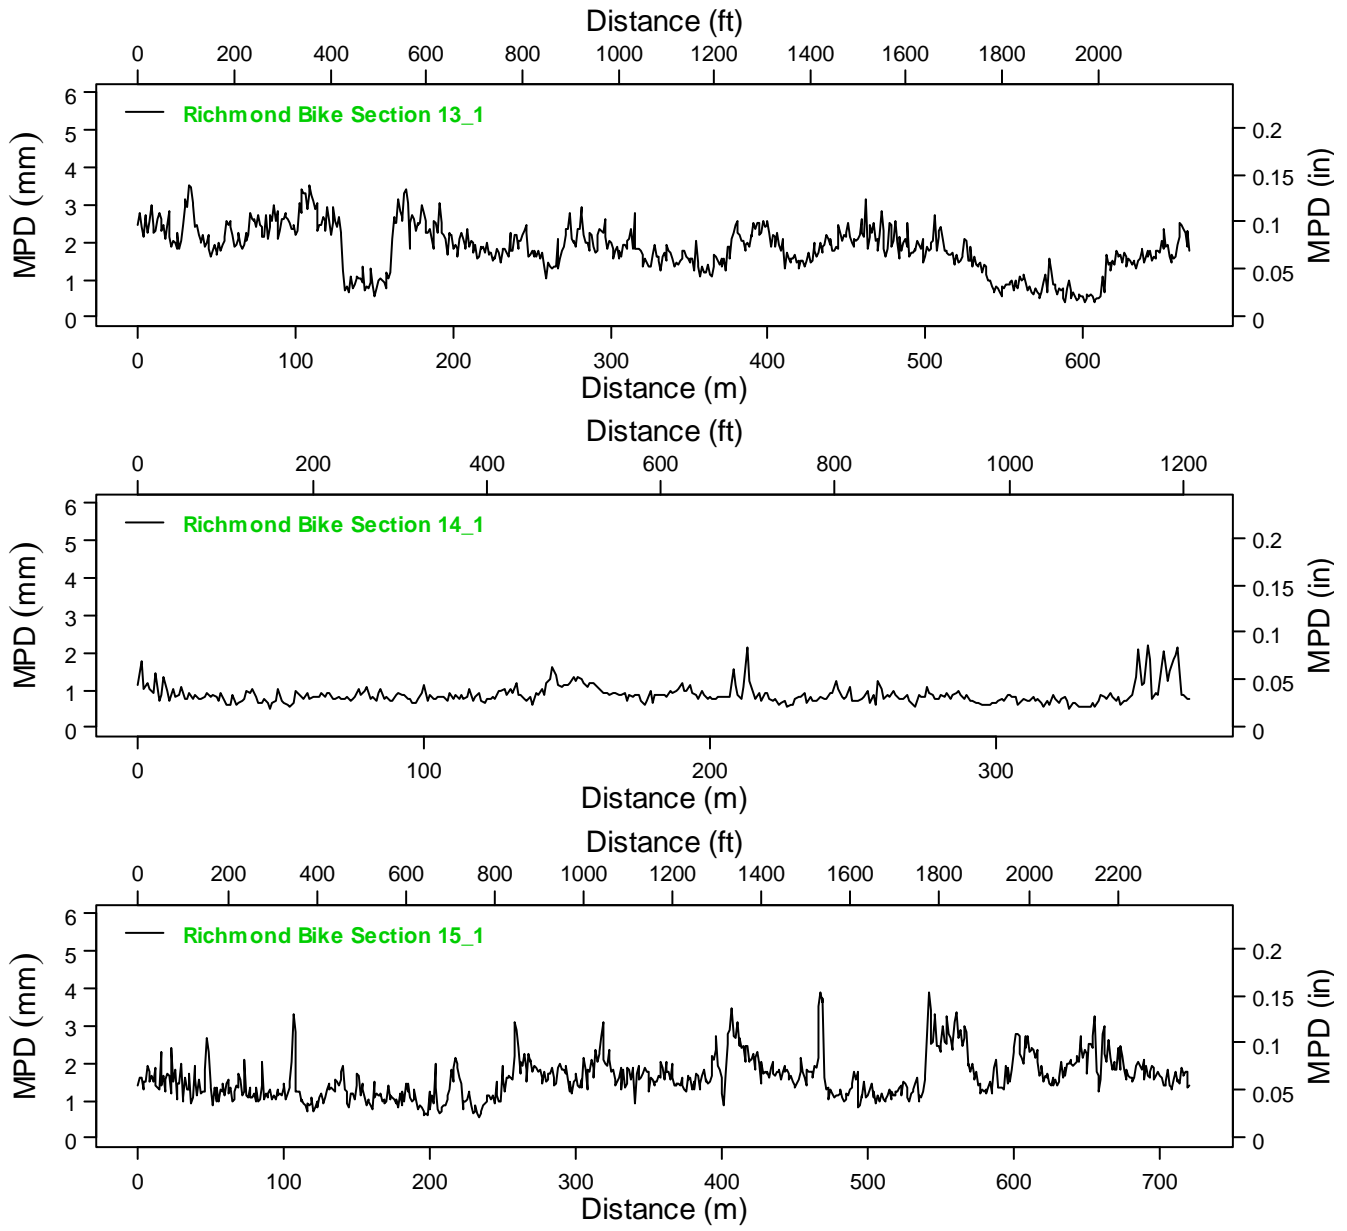 Distance (ft)
0 200 400 600 800 1000 1200 1400 1600 1800 2000
Richmond Bike Section 13_1
MPD (mm)
6
5
4
3
2
1
0
0.2
0.15
0.1
0.05
0
MPD (in)
0 100 200 300 400 500 600
Distance (m)
Distance (ft)
0 200 400 600 800 1000 1200
Richmond Bike Section 14_1
MPD (mm)
6
5
4
3
2
1
0
0.2
0.15
0.1
0.05
0
MPD (in)
0 100 200 300
Distance (m)
Distance (ft)
0 200 400 600 800 1000 1200 1400 1600 1800 2000 2200
Richmond Bike Section 15_1
MPD (mm)
6
5
4
3
2
1
0
0.2
0.15
0.1
0.05
0
MPD (in)
0 100 200 300 400 500 600 700
Distance (m)